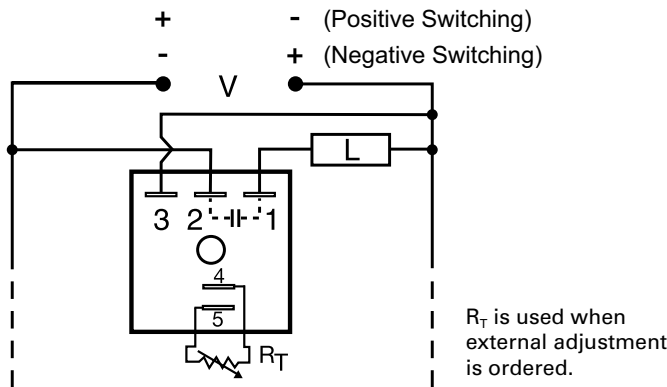 + - (Positive Switching)
- + (Negative Switching)
V
L
3 2 1
4
5
R_T
R_T is used when
external adjustment
is ordered.